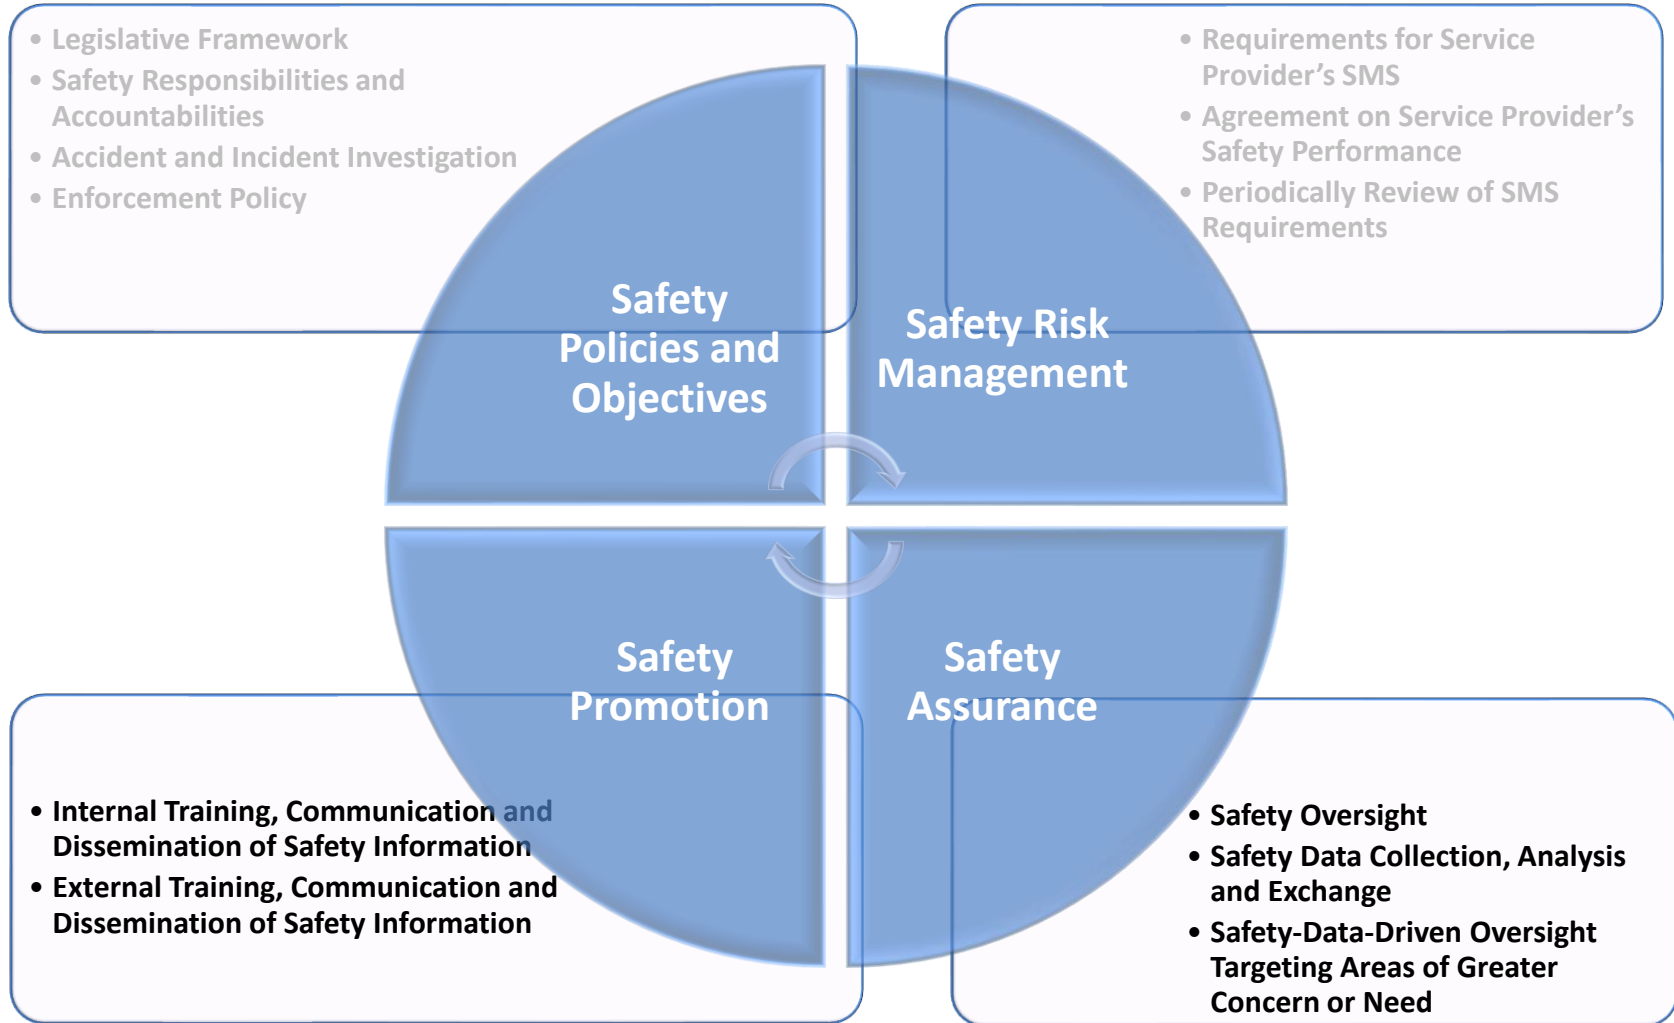 • Legislative Framework
• Safety Responsibilities and
Accountabilities
• Accident and Incident Investigation
• Enforcement Policy
• Requirements for Service
Provider’s SMS
• Agreement on Service Provider’s
Safety Performance
• Periodically Review of SMS
Requirements
Safety
Policies and
Objectives
Safety Risk
Management
Safety
Promotion
Safety
Assurance
• Internal Training, Communication and
Dissemination of Safety Information
• External Training, Communication and
Dissemination of Safety Information
• Safety Oversight
• Safety Data Collection, Analysis
and Exchange
• Safety-Data-Driven Oversight
Targeting Areas of Greater
Concern or Need